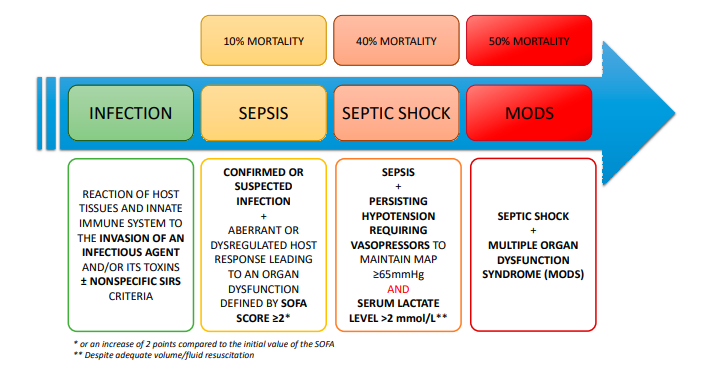 10% MORTALITY
40% MORTALITY
50% MORTALITY
INFECTION
SEPSIS
SEPTIC SHOCK
MODS
REACTION OF HOST
TISSUES AND INNATE
IMMUNE SYSTEM TO
THE INVASION OF AN
INFECTIOUS AGENT
AND/OR ITS TOXINS
± NONSPECIFIC SIRS
CRITERIA
CONFIRMED OR
SUSPECTED
INFECTION
+
ABERRANT OR
DYSREGULATED HOST
RESPONSE LEADING
TO AN ORGAN
DYSFUNCTION
DEFINED BY SOFA
SCORE ≥2*
SEPSIS
+
PERSISTING
HYPOTENSION
REQUIRING
VASOPRESSORS TO
MAINTAIN MAP
≥65mmHg
AND
SERUM LACTATE
LEVEL >2 mmol/L**
SEPTIC SHOCK
+
MULTIPLE ORGAN
DYSFUNCTION
SYNDROME (MODS)
* or an increase of 2 points compared to the initial value of the SOFA
** Despite adequate volume/fluid resuscitation